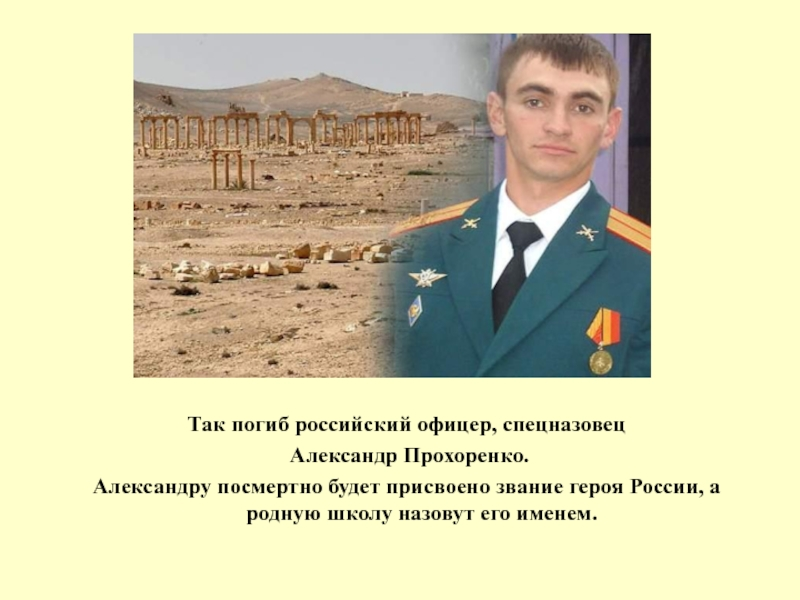 Так погиб российский офицер, спецназовец
Александр Прохоренко.
Александру посмертно будет присвоено звание героя России, а
родную школу назовут его именем.